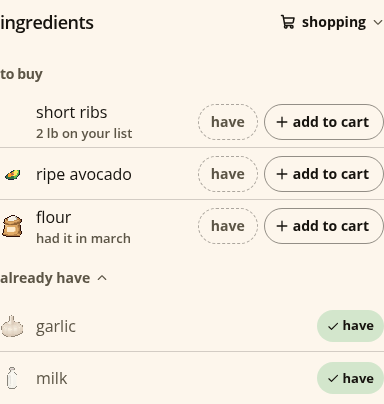 ingredients
shopping
to buy
short ribs
2 lb on your list
have
+ add to cart
ripe avocado
have
+ add to cart
flour
had it in march
have
+ add to cart
already have
garlic
have
milk
have